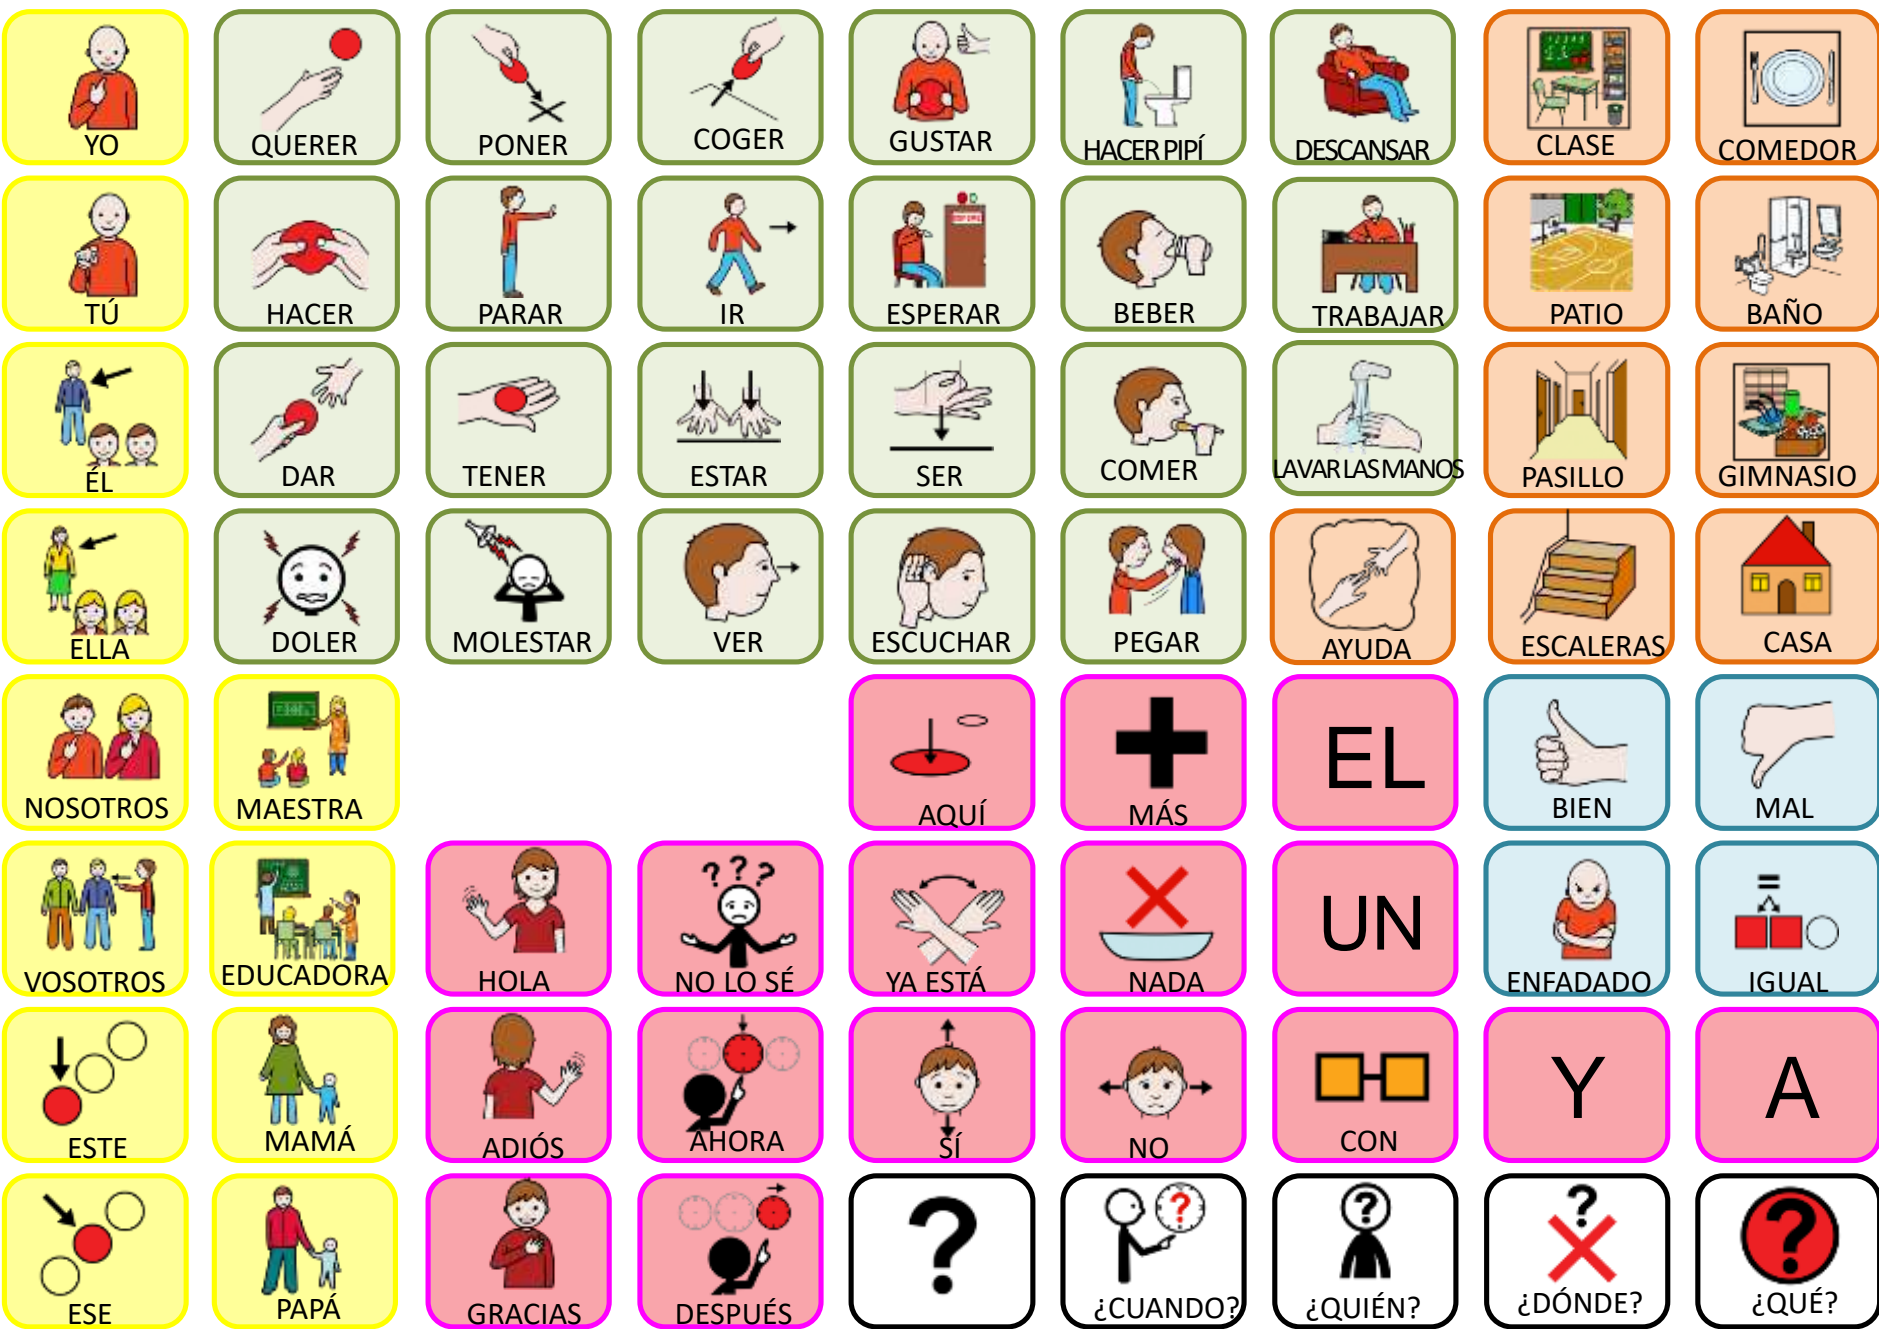 YO
QUERER
PONER
COGER
GUSTAR
HACER PIPÍ
DESCANSAR
CLASE
COMEDOR
TÚ
HACER
PARAR
IR
ESPERAR
BEBER
TRABAJAR
PATIO
BAÑO
ÉL
DAR
TENER
ESTAR
SER
COMER
LAVAR LAS MANOS
PASILLO
GIMNASIO
ELLA
DOLER
MOLESTAR
VER
ESCUCHAR
PEGAR
AYUDA
ESCALERAS
CASA
NOSOTROS
MAESTRA
AQUÍ
MÁS
EL
BIEN
MAL
VOSOTROS
EDUCADORA
HOLA
? ? ?
NO LO SÉ
YA ESTÁ
NADA
UN
ENFADADO
=
IGUAL
ESTE
MAMÁ
ADIÓS
AHORA
SÍ
NO
CON
Y
A
ESE
PAPÁ
GRACIAS
DESPUÉS
?
?
¿CUANDO?
?
¿QUIÉN?
?
¿DÓNDE?
?
¿QUÉ?